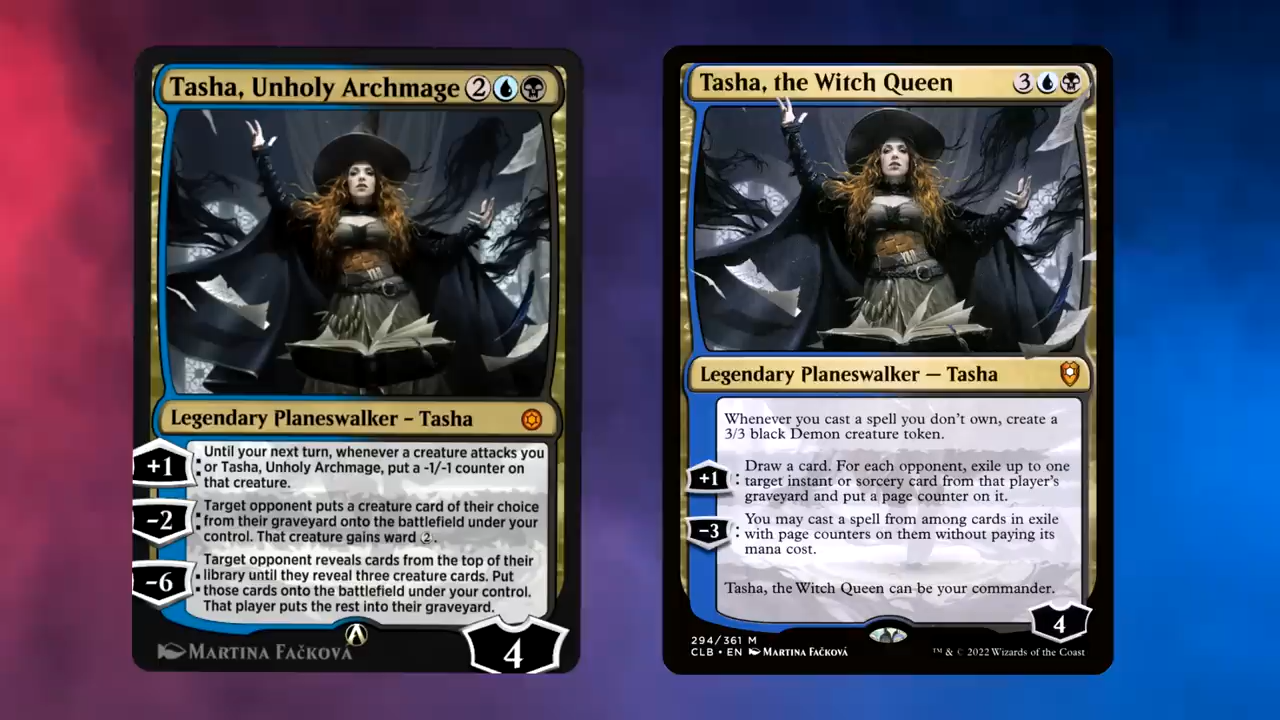 Tasha, Unholy Archmage 2
Legendary Planeswalker – Tasha
+1: Until your next turn, whenever a creature attacks you
or Tasha, Unholy Archmage, put a -1/-1 counter on
that creature.
−2: Target opponent puts a creature card of their choice
from their graveyard onto the battlefield under your
control. That creature gains ward 2.
−6: Target opponent reveals cards from the top of their
library until they reveal three creature cards. Put
those cards onto the battlefield under your control.
That player puts the rest into their graveyard.
Martina Fačková
4
Tasha, the Witch Queen 3
Legendary Planeswalker — Tasha
Whenever you cast a spell you don't own, create a
3/3 black Demon creature token.
+1: Draw a card. For each opponent, exile up to one
target instant or sorcery card from that player's
graveyard and put a page counter on it.
−3: You may cast a spell from among cards in exile
with page counters on them without paying its
mana cost.
Tasha, the Witch Queen can be your commander.
4
294/361 M
CLB • EN Martina Fačková
™ & © 2022 Wizards of the Coast